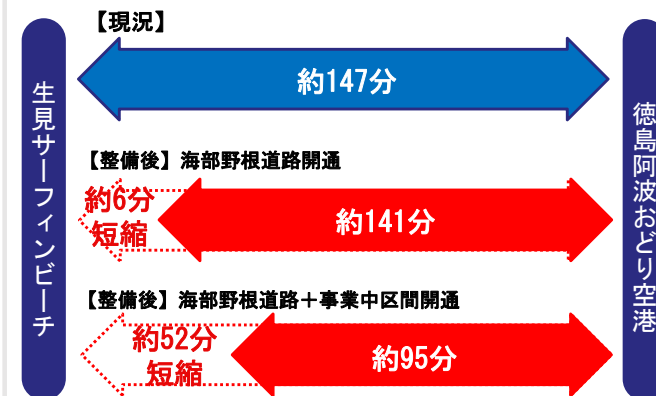 【現況】
約147分
生見サーフィンビーチ
徳島阿波おどり空港
【整備後】海部野根道路開通
約6分
短縮
約141分
【整備後】海部野根道路＋事業中区間開通
約52分
短縮
約95分